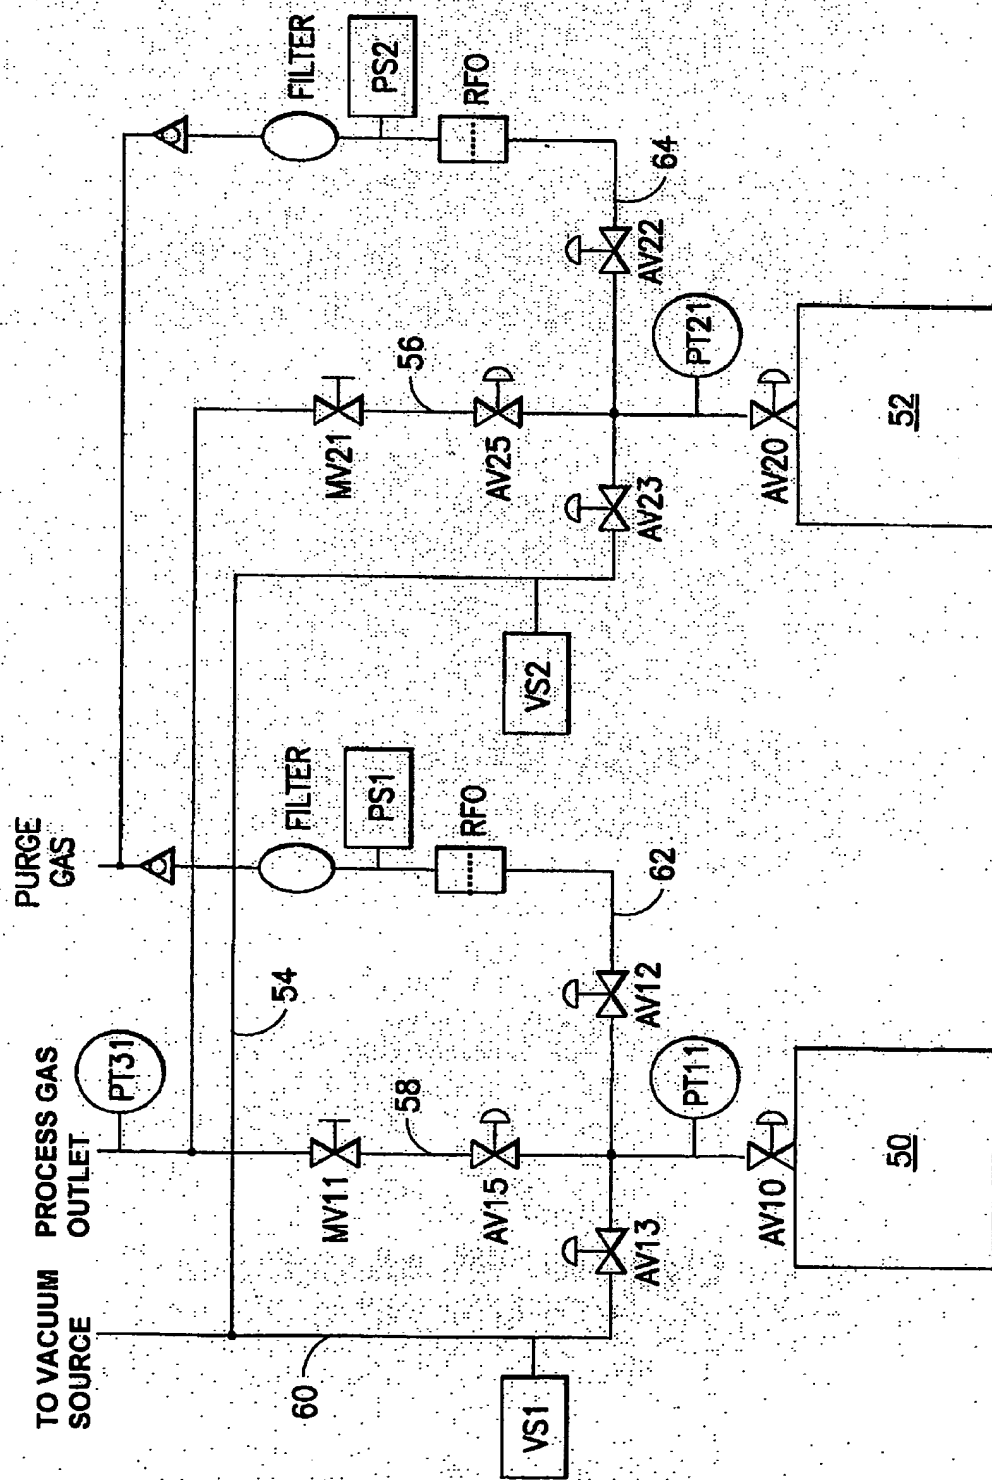 TO VACUUM
SOURCE
PROCESS GAS
OUTLET
PURGE
GAS
PT31
60
54
58
56
62
64
MV11
AV15
AV13
AV12
AV10
PT11
VS1
50
FILTER
PS1
RFO
MV21
AV25
AV23
AV22
AV20
PT21
VS2
52
FILTER
PS2
RFO